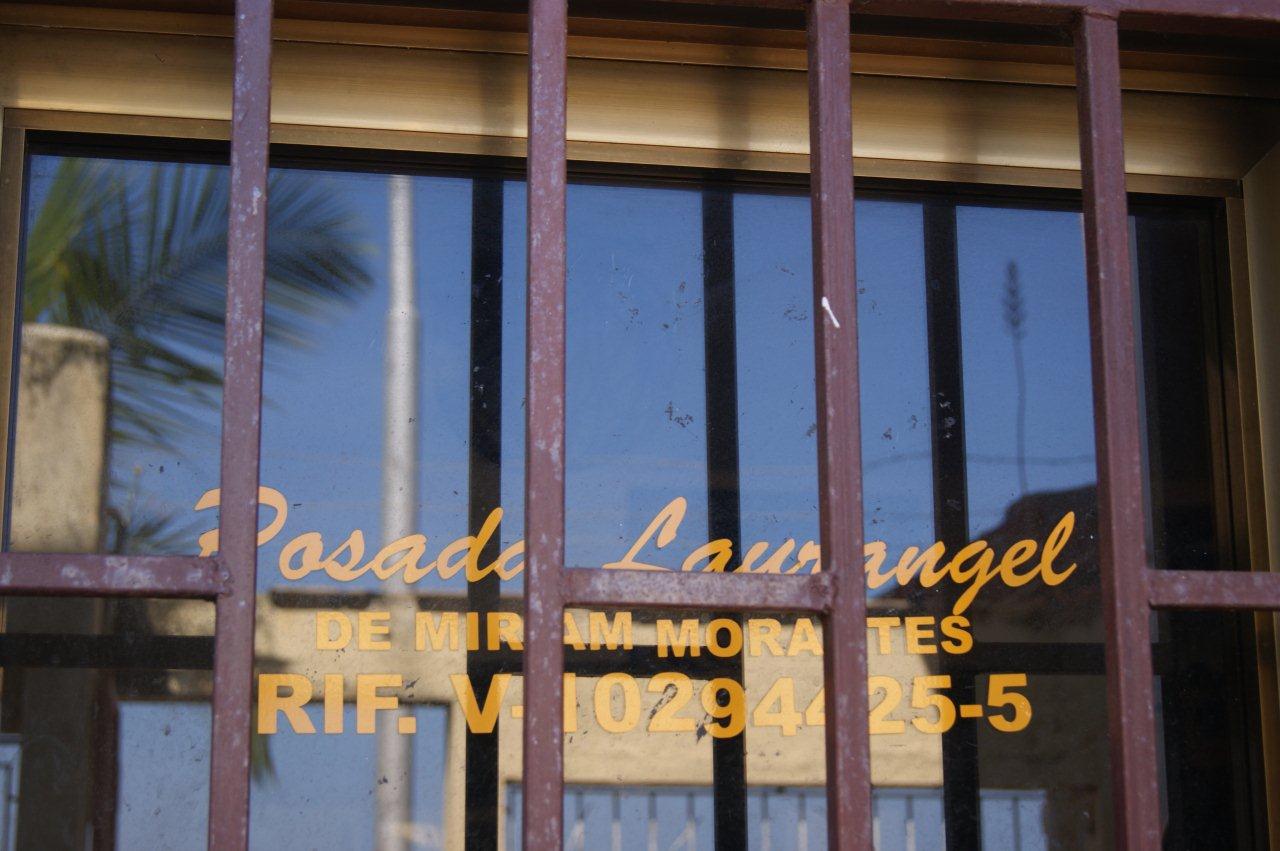 Posada Laurangel
DE MIRIAM MORANTES
RIF. V-10294425-5